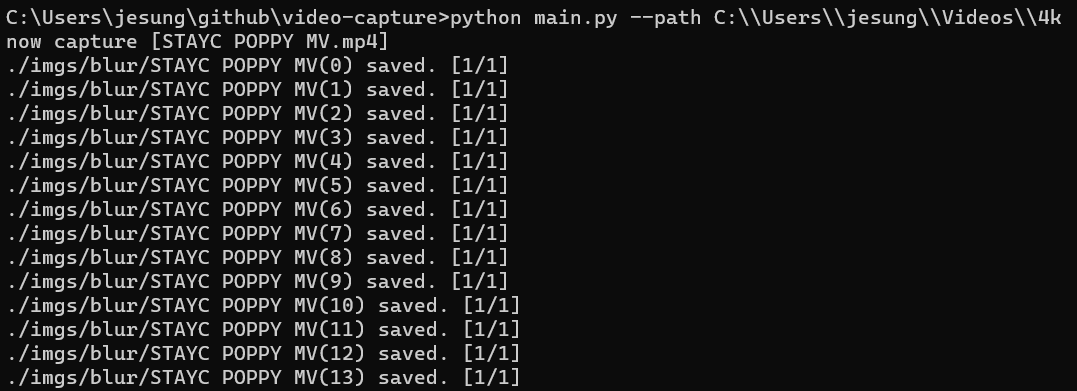 C:\Users\jesung\github\video-capture>python main.py --path C:\\Users\\jesung\\Videos\\4k
now capture [STAYC POPPY MV.mp4]
./imgs/blur/STAYC POPPY MV(0) saved. [1/1]
./imgs/blur/STAYC POPPY MV(1) saved. [1/1]
./imgs/blur/STAYC POPPY MV(2) saved. [1/1]
./imgs/blur/STAYC POPPY MV(3) saved. [1/1]
./imgs/blur/STAYC POPPY MV(4) saved. [1/1]
./imgs/blur/STAYC POPPY MV(5) saved. [1/1]
./imgs/blur/STAYC POPPY MV(6) saved. [1/1]
./imgs/blur/STAYC POPPY MV(7) saved. [1/1]
./imgs/blur/STAYC POPPY MV(8) saved. [1/1]
./imgs/blur/STAYC POPPY MV(9) saved. [1/1]
./imgs/blur/STAYC POPPY MV(10) saved. [1/1]
./imgs/blur/STAYC POPPY MV(11) saved. [1/1]
./imgs/blur/STAYC POPPY MV(12) saved. [1/1]
./imgs/blur/STAYC POPPY MV(13) saved. [1/1]